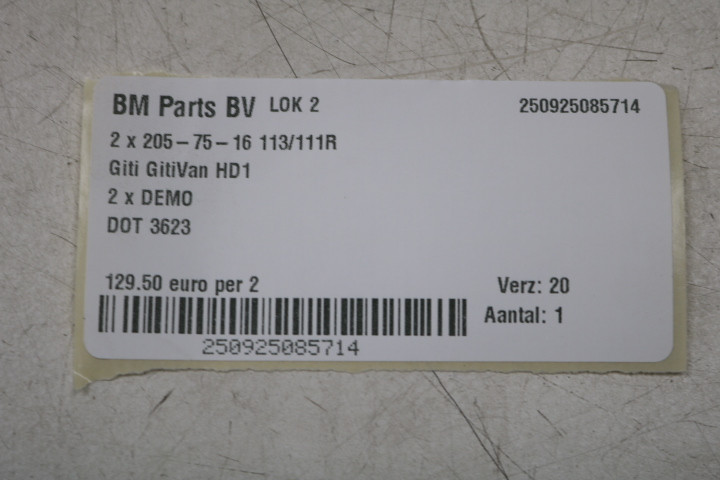 BM Parts BV LOK 2 250925085714
2 x 205-75-16 113/111R
Giti GitiVan HD1
2 x DEMO
DOT 3623
129.50 euro per 2 Verz: 20
Aantal: 1
250925085714